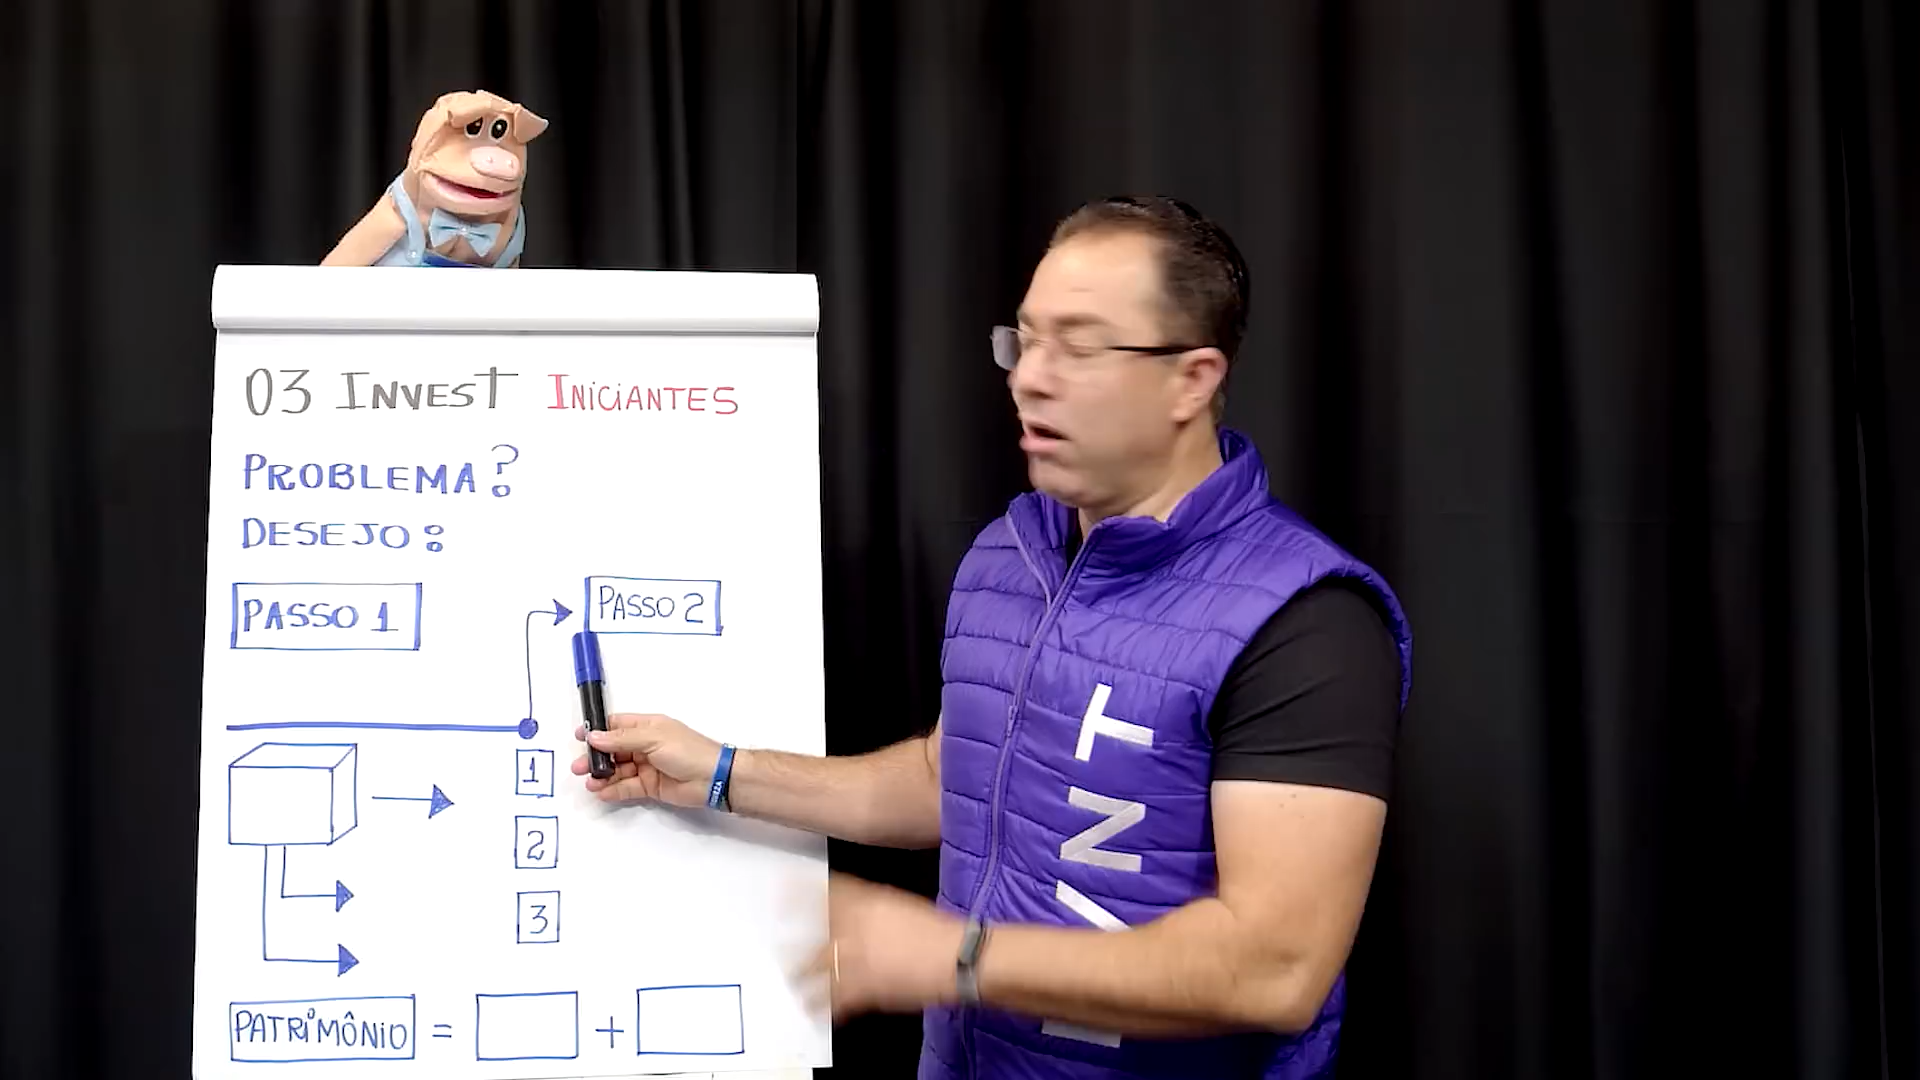 03 INVEST INICIANTES
PROBLEMA?
DESEJO:
PASSO 1
PASSO 2
1
2
3
PATRIMÔNIO = +